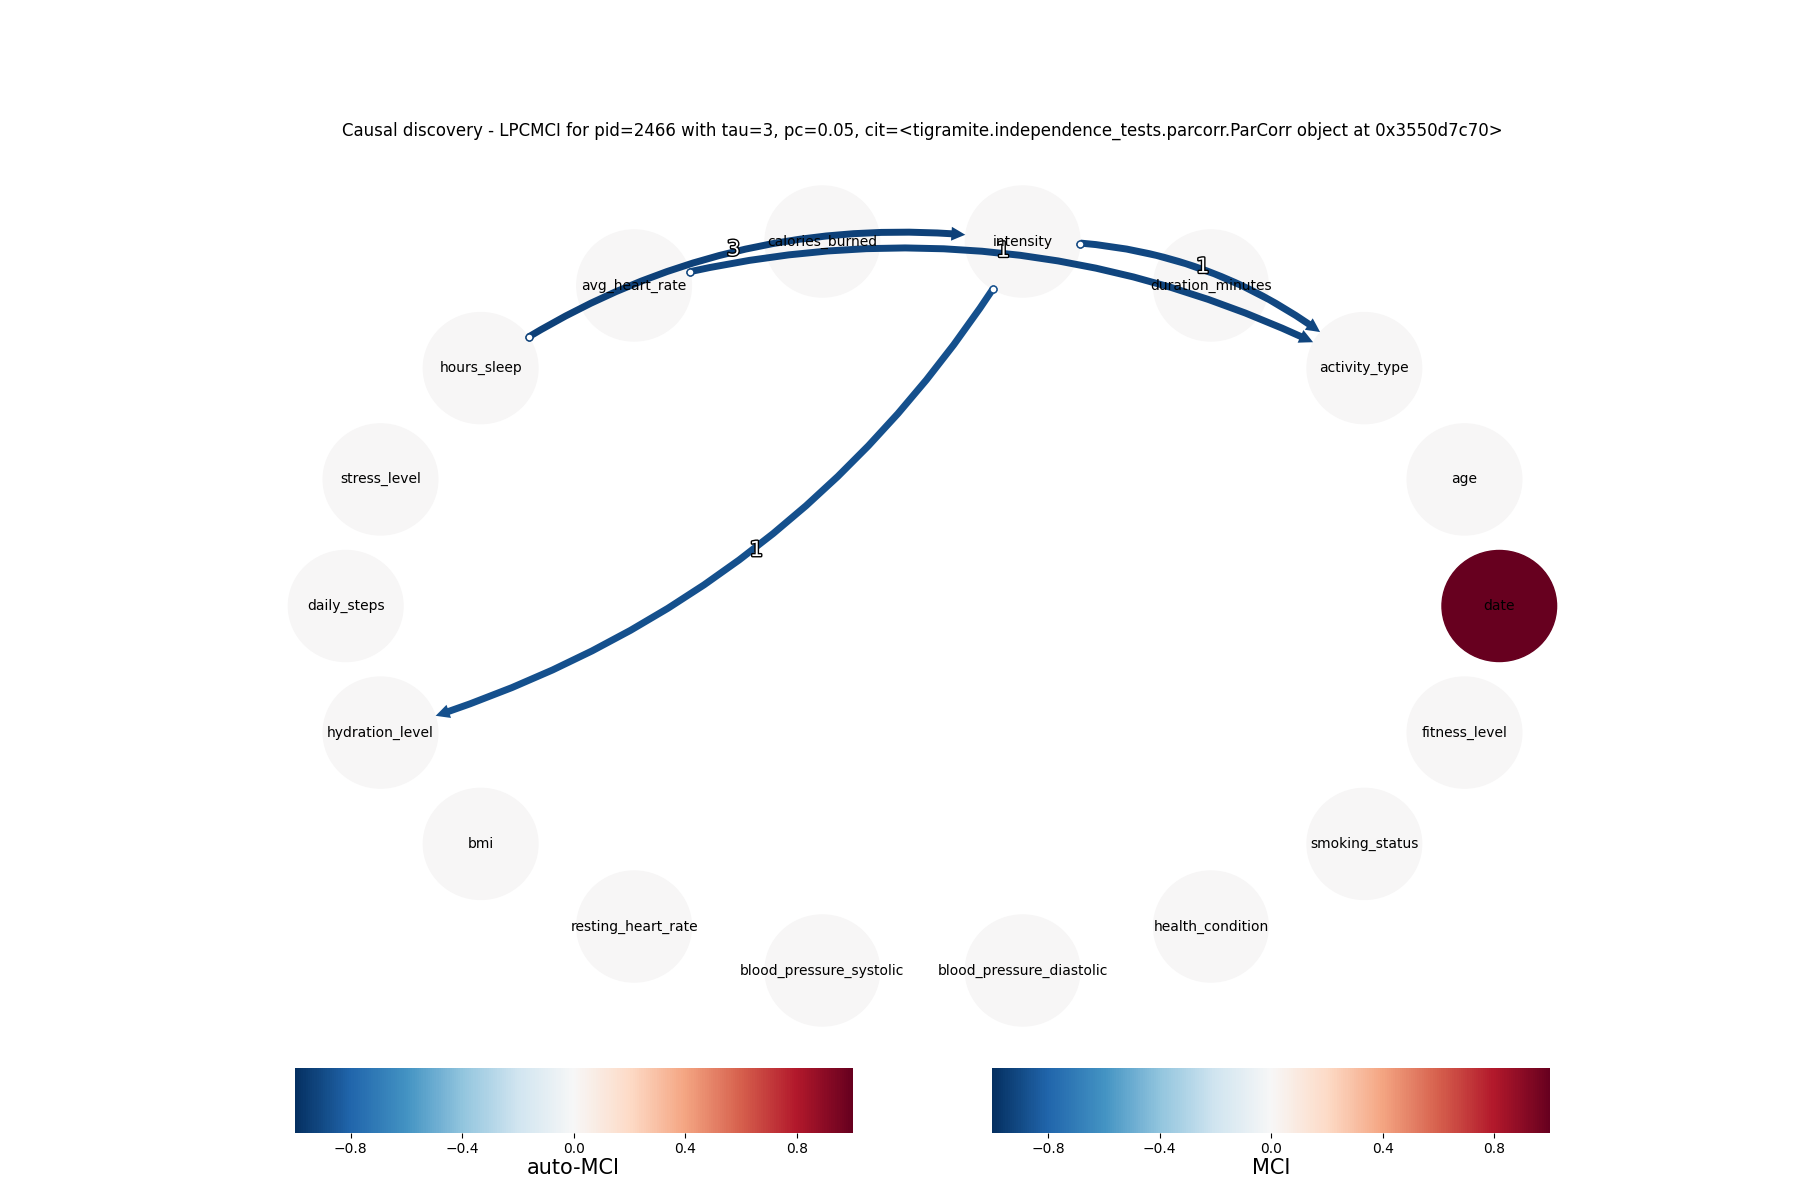 Causal discovery - LPCMCI for pid=2466 with tau=3, pc=0.05, cit=<tigramite.independence_tests.parcorr.ParCorr object at 0x3550d7c70>
calories_burned
intensity
3
1
1
avg_heart_rate
duration_minutes
hours_sleep
activity_type
stress_level
age
1
daily_steps
date
hydration_level
fitness_level
bmi
smoking_status
resting_heart_rate
health_condition
blood_pressure_systolic
blood_pressure_diastolic
−0.8 −0.4 0.0 0.4 0.8
auto-MCI
−0.8 −0.4 0.0 0.4 0.8
MCI